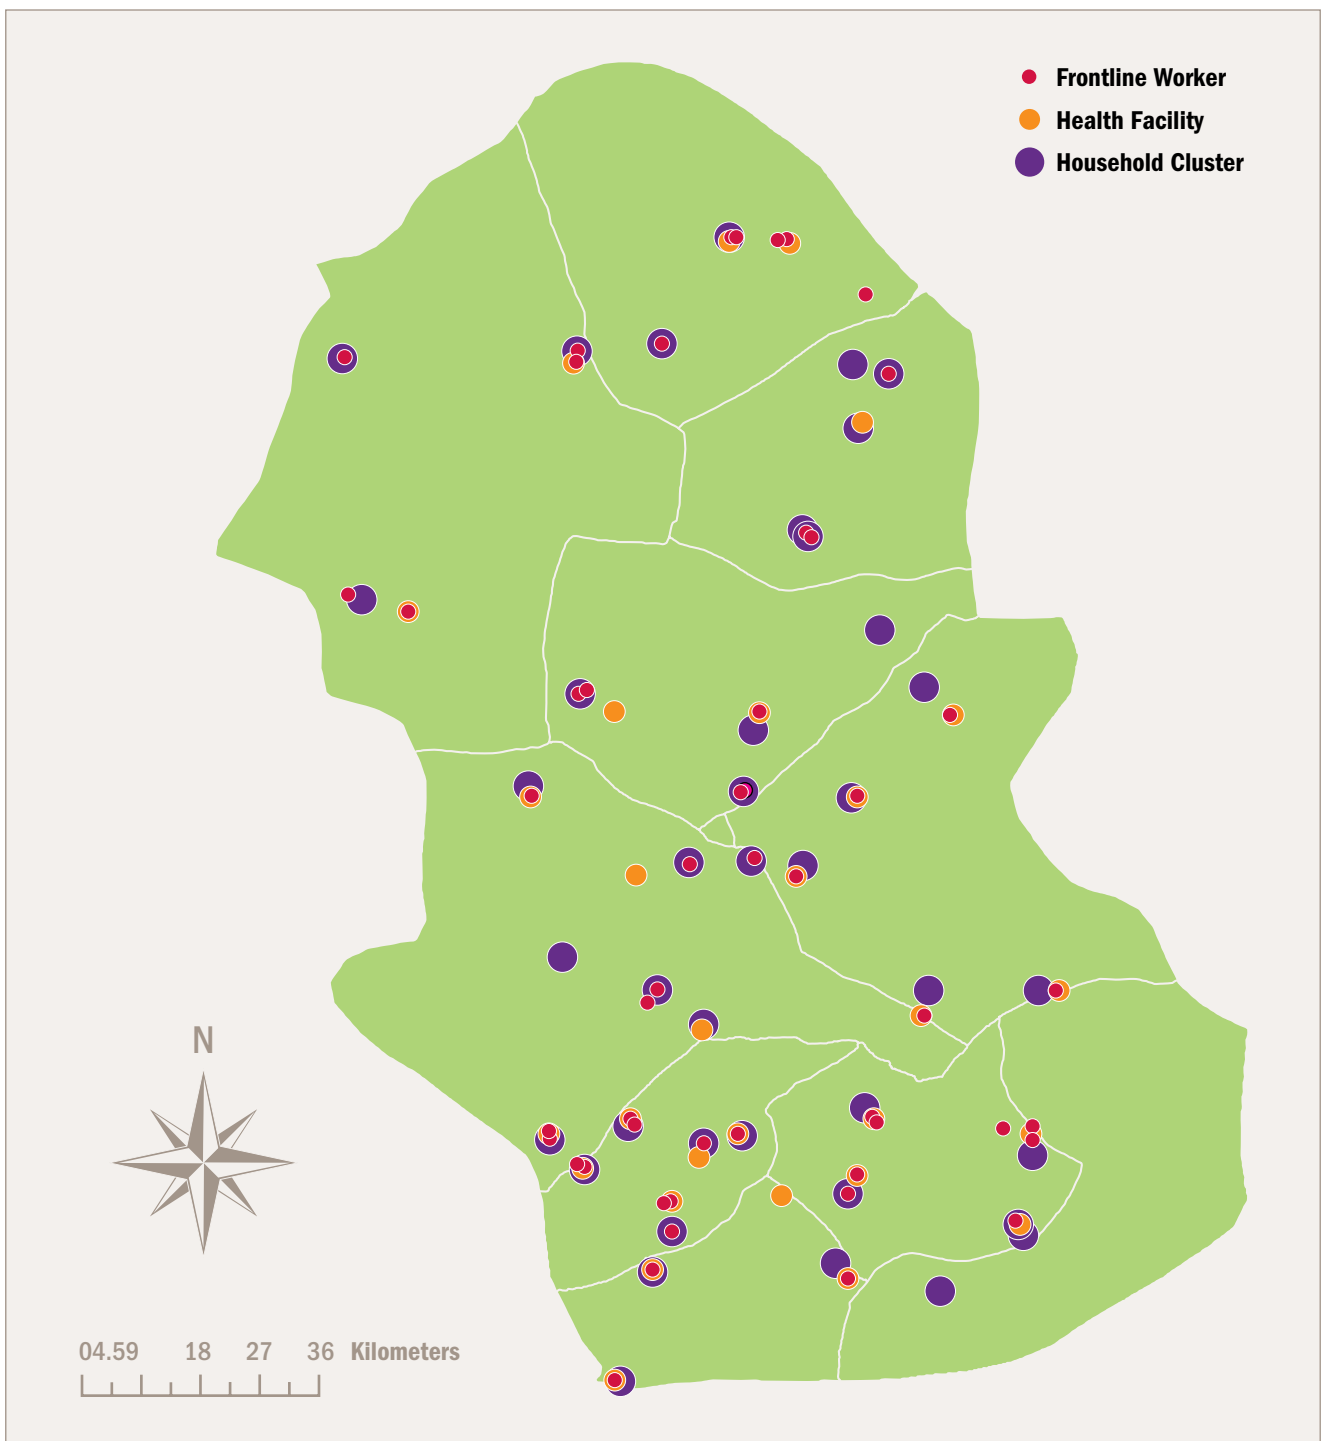 Frontline Worker
Health Facility
Household Cluster
N
04.59 18 27 36 Kilometers